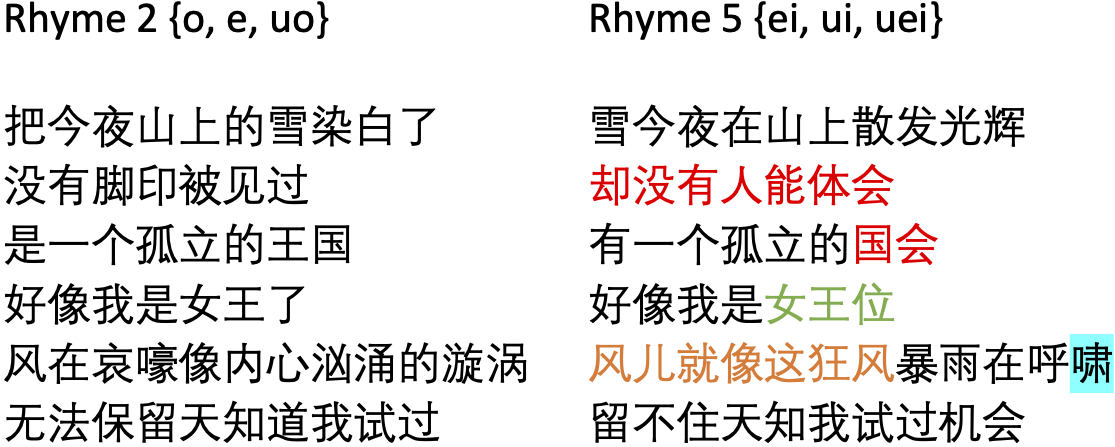 Rhyme 2 {o, e, uo}
把今夜山上的雪染白了
没有脚印被见过
是一个孤立的王国
好像我是女王了
风在哀嚎像内心汹涌的漩涡
无法保留天知道我试过
Rhyme 5 {ei, ui, uei}
雪今夜在山上散发光辉
却没有人能体会
有一个孤立的国会
好像我是女王位
风儿就像这狂风暴雨在呼啸
留不住天知我试过机会